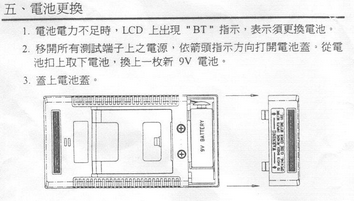 五、電池更換
1. 電池電力不足時，LCD 上出現 "BT" 指示，表示須更換電池。
2. 移開所有測試端子上之電源，依箭頭指示方向打開電池蓋。從電
池扣上取下電池，換上一枚新 9V 電池。
3. 蓋上電池蓋。
9V BATTERY